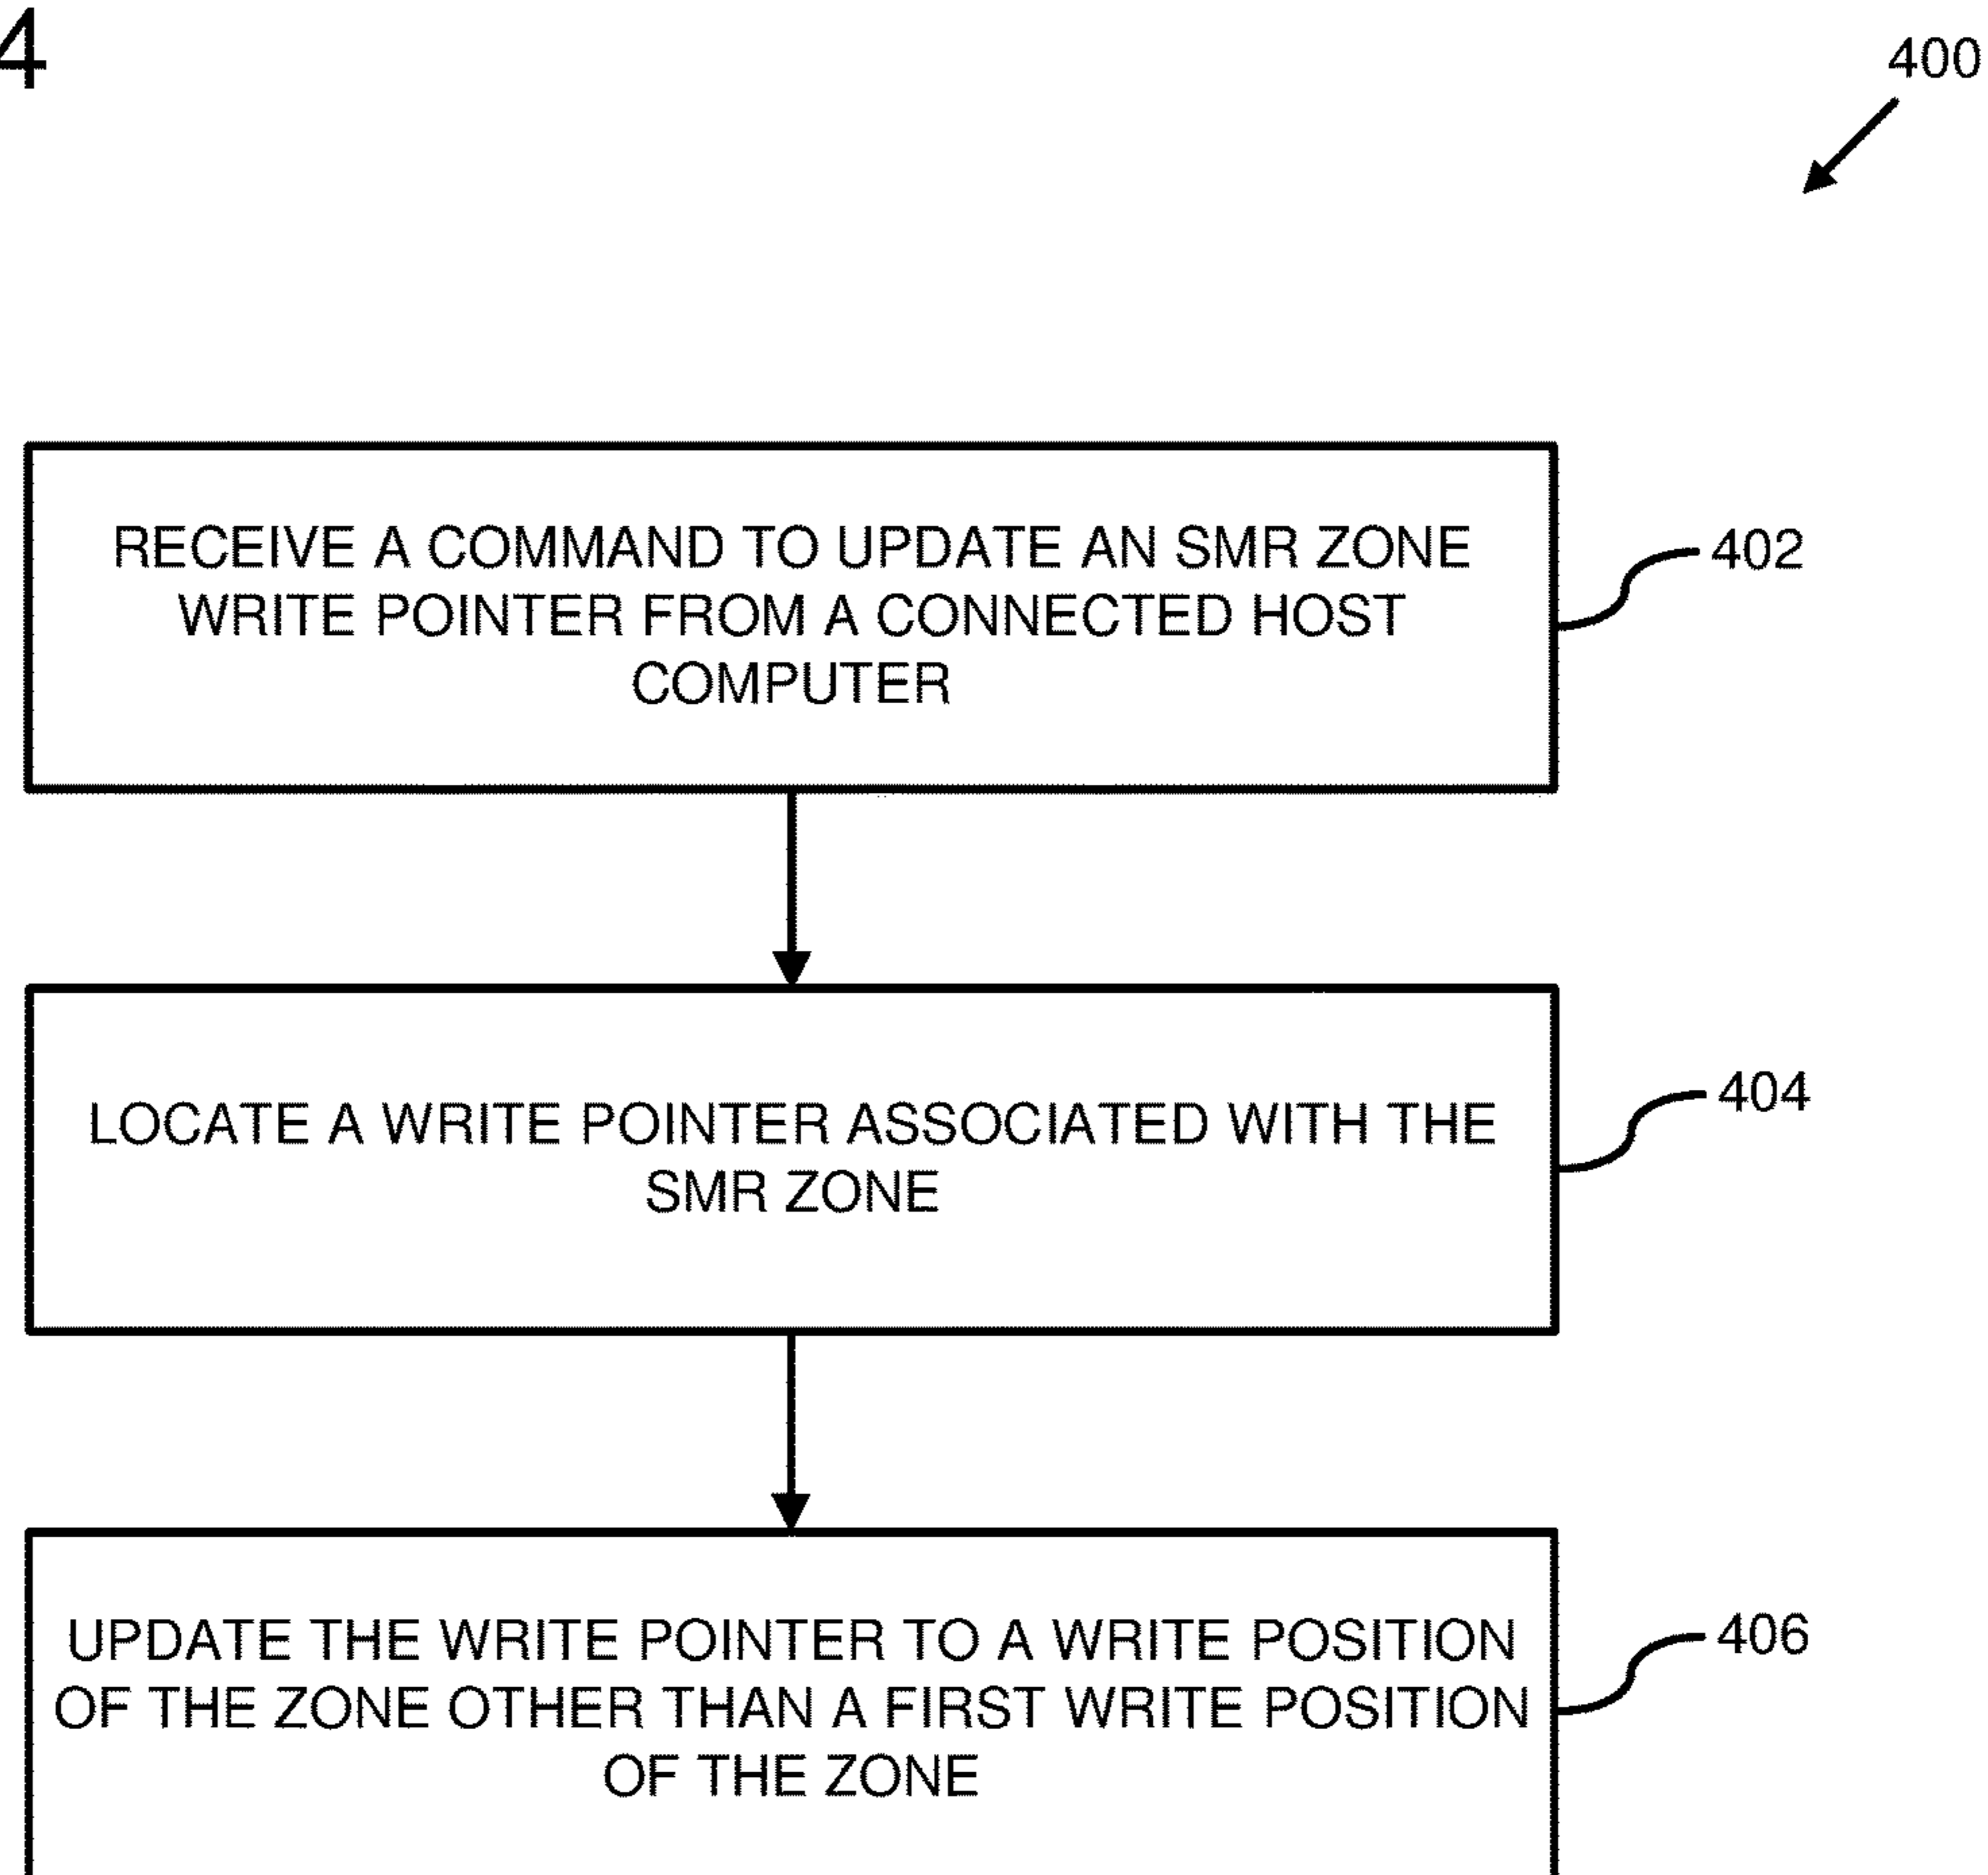 4
400
RECEIVE A COMMAND TO UPDATE AN SMR ZONE
WRITE POINTER FROM A CONNECTED HOST
COMPUTER
402
LOCATE A WRITE POINTER ASSOCIATED WITH THE
SMR ZONE
404
UPDATE THE WRITE POINTER TO A WRITE POSITION
OF THE ZONE OTHER THAN A FIRST WRITE POSITION
OF THE ZONE
406